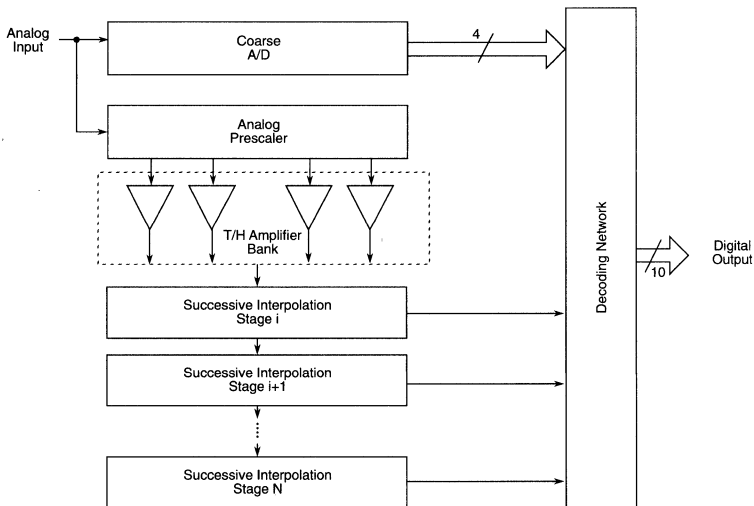 Analog
Input
Coarse
A/D
4
Analog
Prescaler
T/H Amplifier
Bank
Successive Interpolation
Stage i
Successive Interpolation
Stage i+1
Successive Interpolation
Stage N
Decoding Network
10
Digital
Output